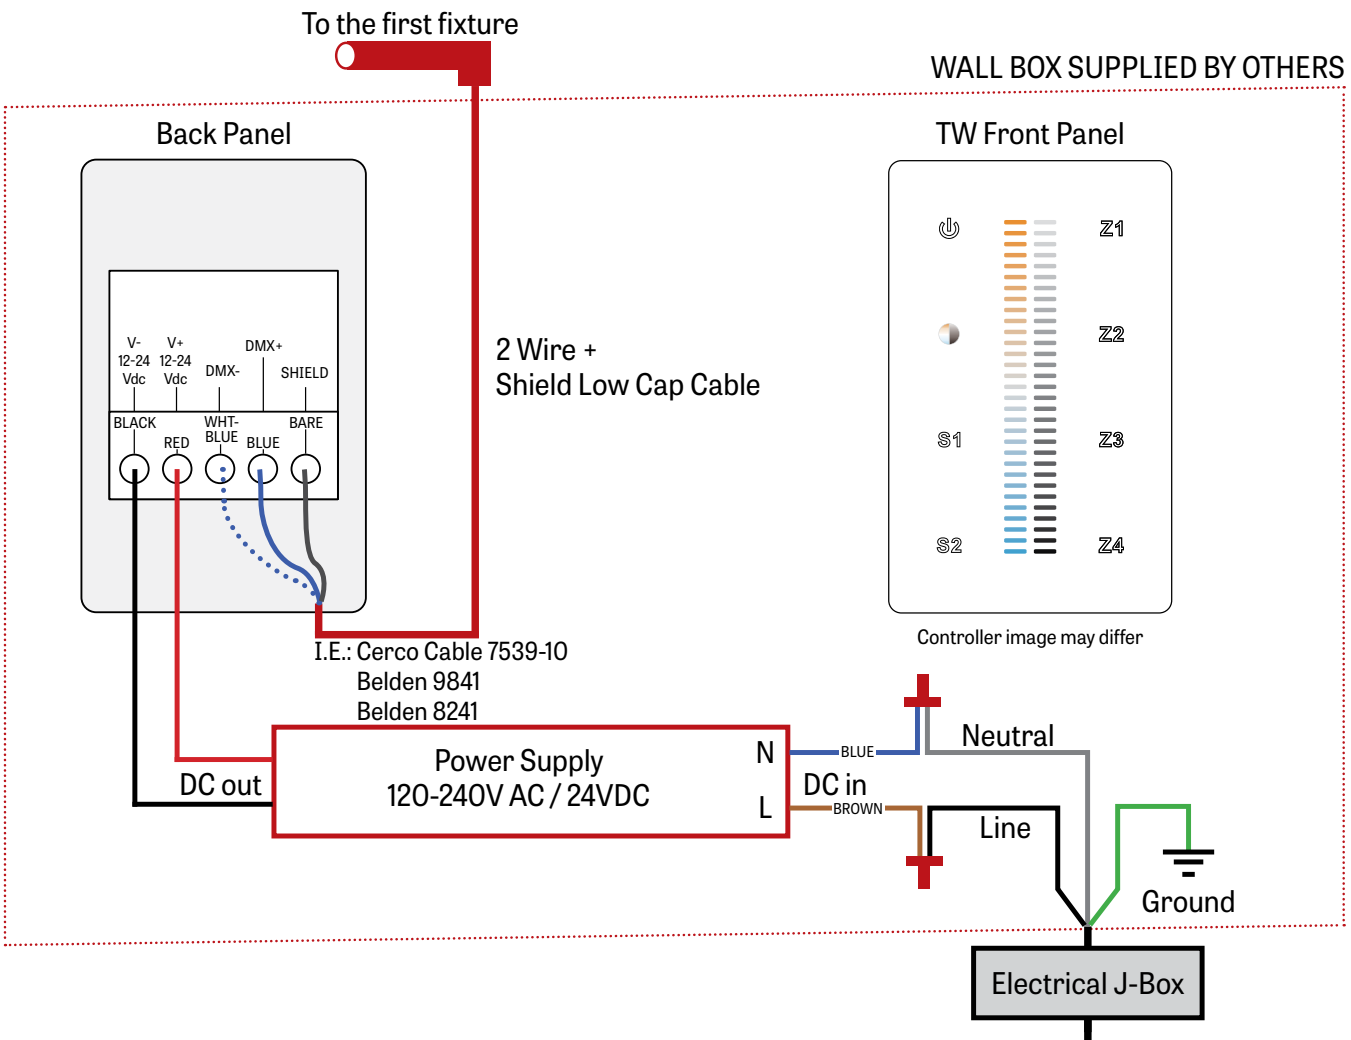 To the first fixture
WALL BOX SUPPLIED BY OTHERS
Back Panel
TW Front Panel
V-
12-24
Vdc
V+
12-24
Vdc
DMX-
DMX+
SHIELD
BLACK
RED
WHT-
BLUE
BLUE
BARE
2 Wire +
Shield Low Cap Cable
Z1
Z2
S1
Z3
S2
Z4
Controller image may differ
I.E.: Cerco Cable 7539-10
Belden 9841
Belden 8241
Power Supply
120-240V AC / 24VDC
N
L
DC out
DC in
BLUE
BROWN
Neutral
Line
Ground
Electrical J-Box